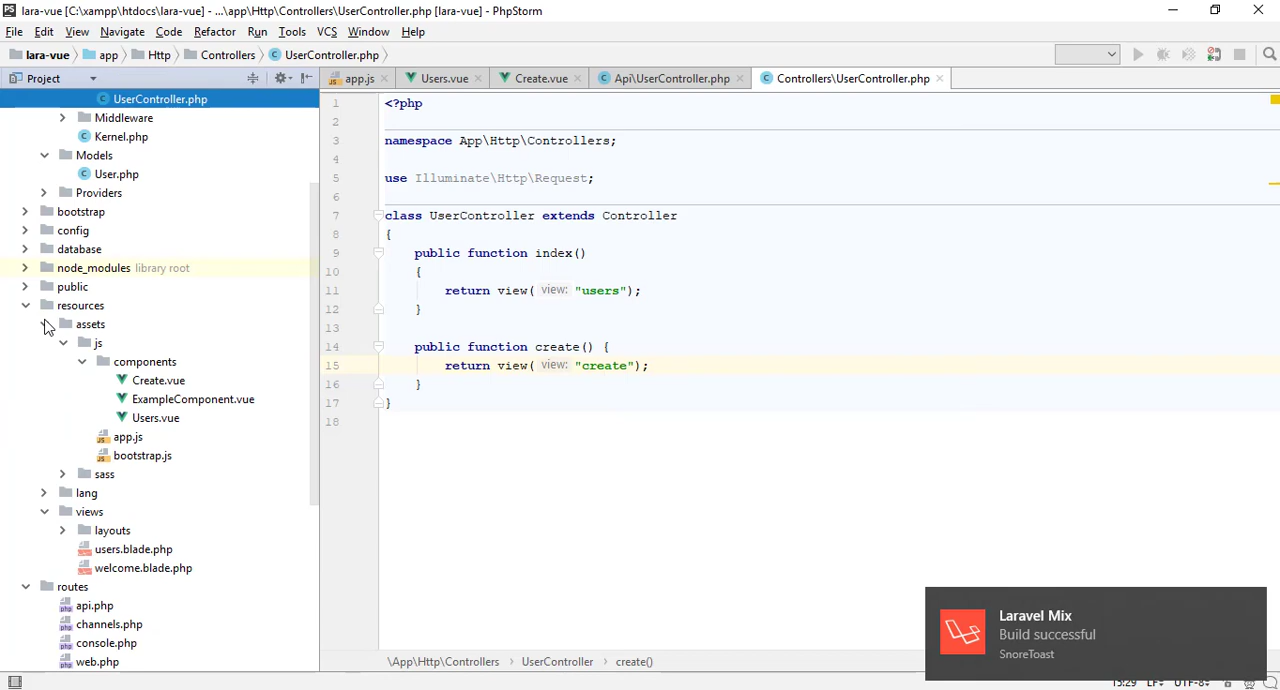 PS lara-vue [C:\xampp\htdocs\lara-vue] - ...\app\Http\Controllers\UserController.php [lara-vue] - PhpStorm
File Edit View Navigate Code Refactor Run Tools VCS Window Help
lara-vue app Http Controllers UserController.php
Project
app.js Users.vue Create.vue Api\UserController.php Controllers\UserController.php
UserController.php
Middleware
Kernel.php
Models
User.php
Providers
bootstrap
config
database
node_modules library root
public
resources
assets
js
components
Create.vue
ExampleComponent.vue
Users.vue
app.js
bootstrap.js
sass
lang
views
layouts
users.blade.php
welcome.blade.php
routes
api.php
channels.php
console.php
web.php
1 <?php
2
3 namespace App\Http\Controllers;
4
5 use Illuminate\Http\Request;
6
7 class UserController extends Controller
8 {
9 public function index()
10 {
11 return view( view: "users");
12 }
13
14 public function create() {
15 return view( view: "create");
16 }
17 }
18
\App\Http\Controllers UserController create()
Laravel Mix
Build successful
SnoreToast
15:29 LF UTF-8